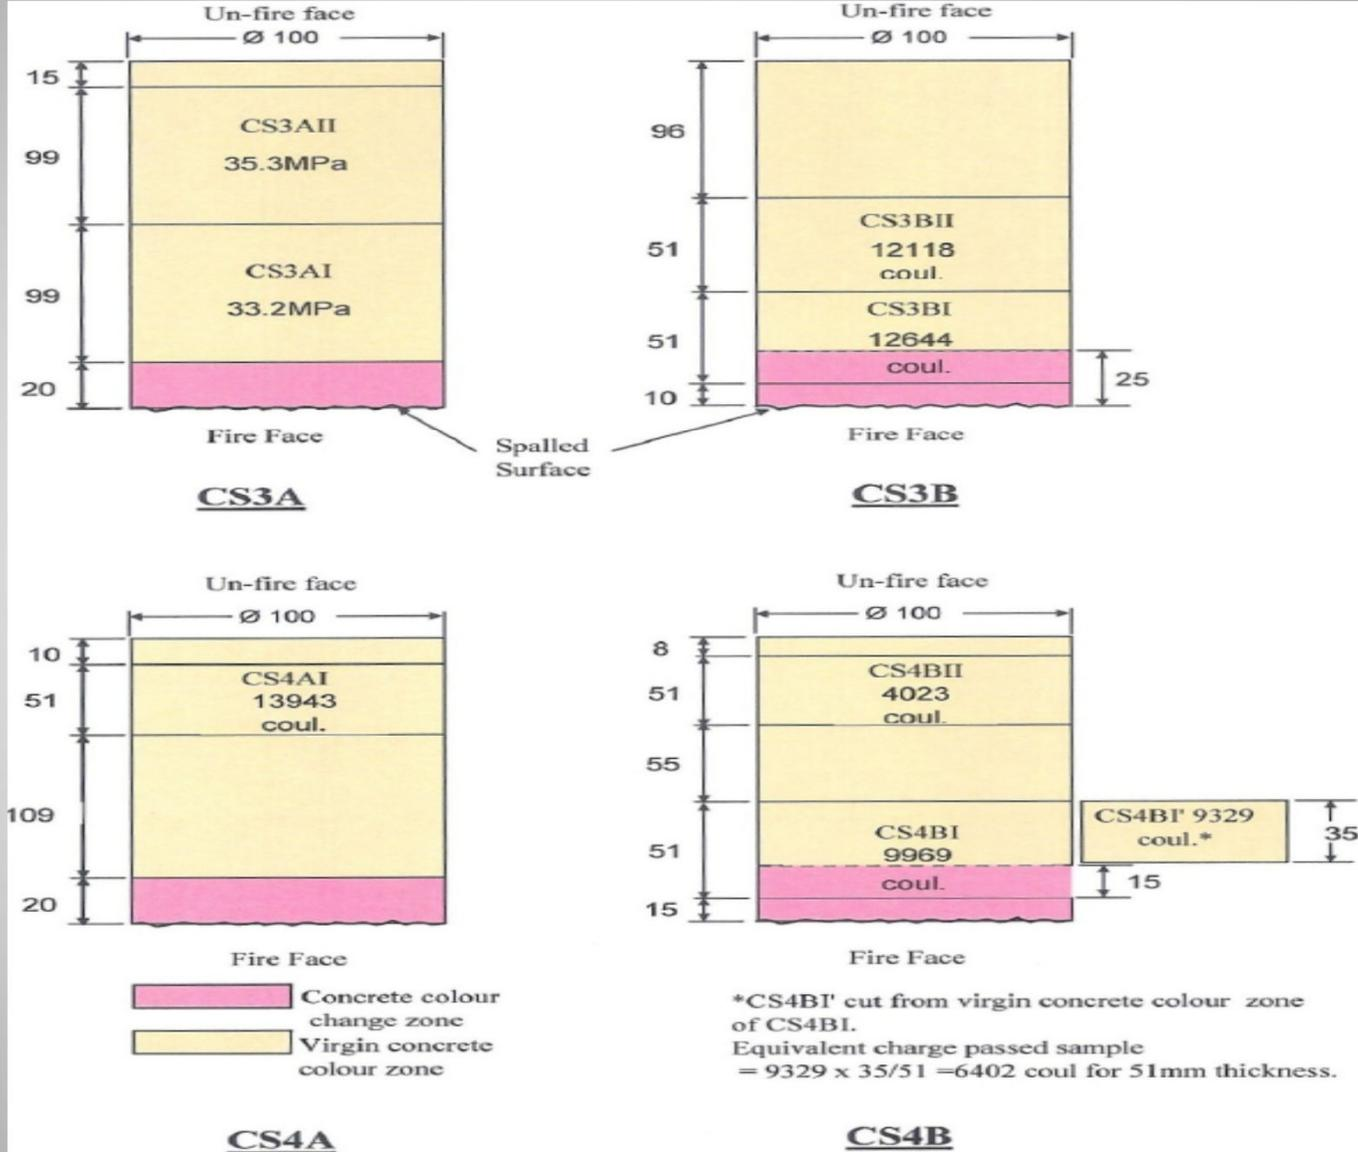 Un-fire face
Ø 100
15
99
CS3AII
35.3MPa
99
CS3AI
33.2MPa
20
Fire Face
CS3A
Un-fire face
Ø 100
96
51
CS3BII
12118
coul.
51
CS3BI
12644
coul.
10
25
Fire Face
Spalled
Surface
CS3B
Un-fire face
Ø 100
10
51
CS4AI
13943
coul.
109
20
Fire Face
Concrete colour
change zone
Virgin concrete
colour zone
CS4A
Un-fire face
Ø 100
8
51
CS4BII
4023
coul.
55
51
CS4BI
9969
coul.
15
CS4BI' 9329
coul.*
35
15
Fire Face
*CS4BI' cut from virgin concrete colour zone
of CS4BI.
Equivalent charge passed sample
= 9329 x 35/51 =6402 coul for 51mm thickness.
CS4B